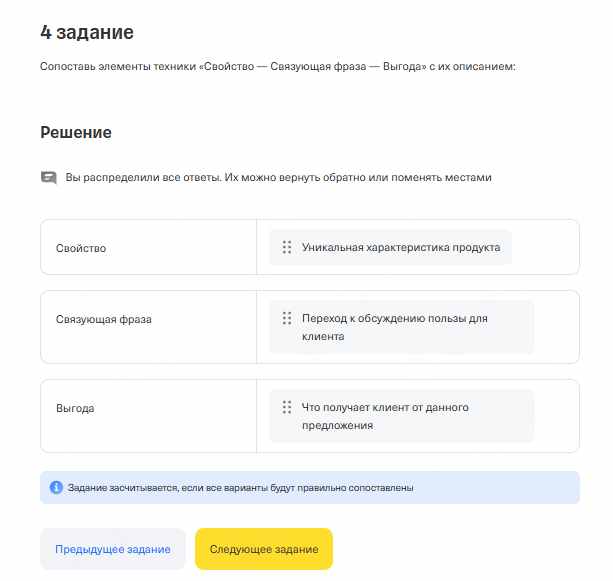 4 задание
Сопоставь элементы техники «Свойство — Связующая фраза — Выгода» с их описанием:
Решение
Вы распределили все ответы. Их можно вернуть обратно или поменять местами
Свойство
Уникальная характеристика продукта
Связующая фраза
Переход к обсуждению пользы для
клиента
Выгода
Что получает клиент от данного
предложения
Задание засчитывается, если все варианты будут правильно сопоставлены
Предыдущее задание
Следующее задание